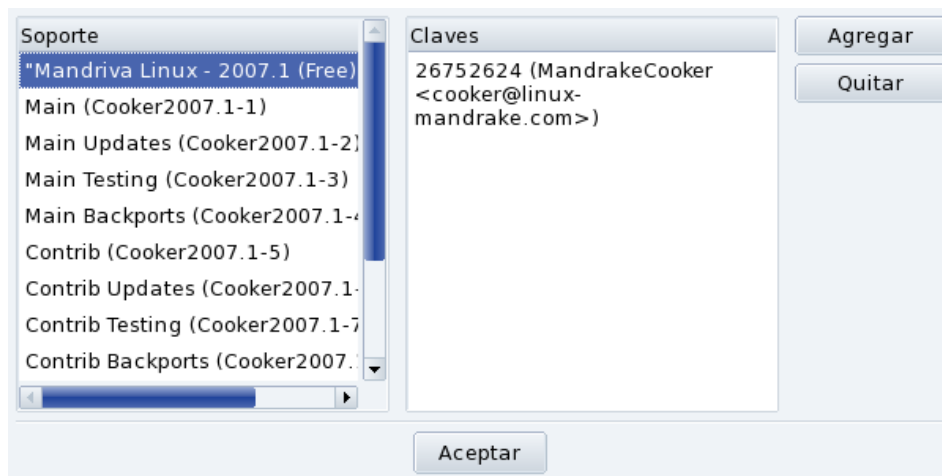 Soporte
"Mandriva Linux - 2007.1 (Free)
Main (Cooker2007.1-1)
Main Updates (Cooker2007.1-2)
Main Testing (Cooker2007.1-3)
Main Backports (Cooker2007.1-4
Contrib (Cooker2007.1-5)
Contrib Updates (Cooker2007.1-
Contrib Testing (Cooker2007.1-7
Contrib Backports (Cooker2007.
Claves
26752624 (MandrakeCooker
<cooker@linux-
mandrake.com>)
Agregar
Quitar
Aceptar